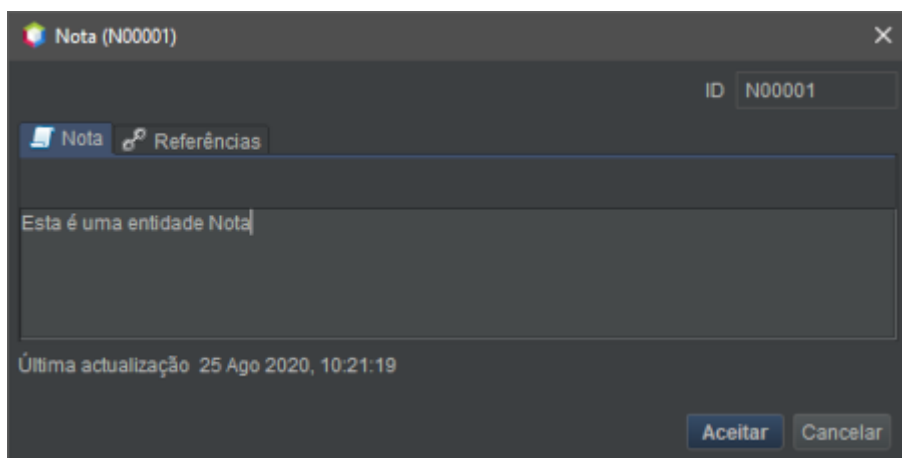 Nota (N00001)
ID N00001
Nota Referências
Esta é uma entidade Nota
Última actualização 25 Ago 2020, 10:21:19
Aceitar Cancelar